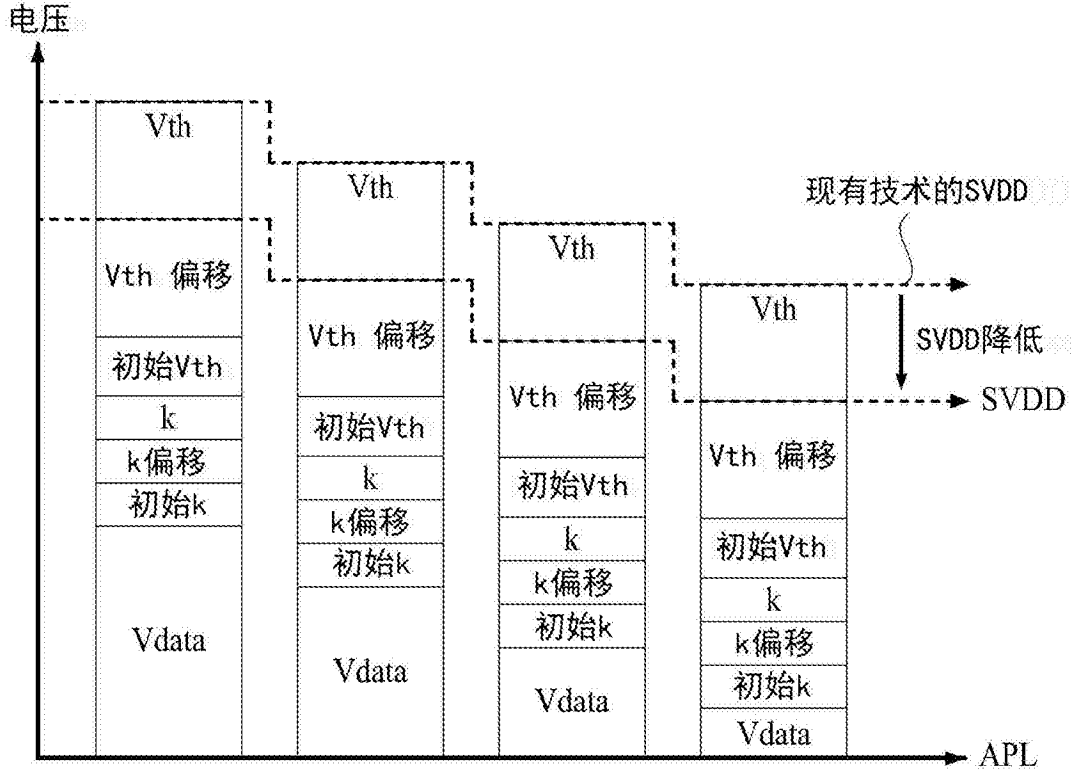 电压
Vth
Vth 偏移
初始Vth
k
k偏移
初始k
Vdata
Vth
Vth 偏移
初始Vth
k
k偏移
初始k
Vdata
Vth
Vth 偏移
初始Vth
k
k偏移
初始k
Vdata
Vth
Vth 偏移
初始Vth
k
k偏移
初始k
Vdata
现有技术的SVDD
SVDD降低
SVDD
APL